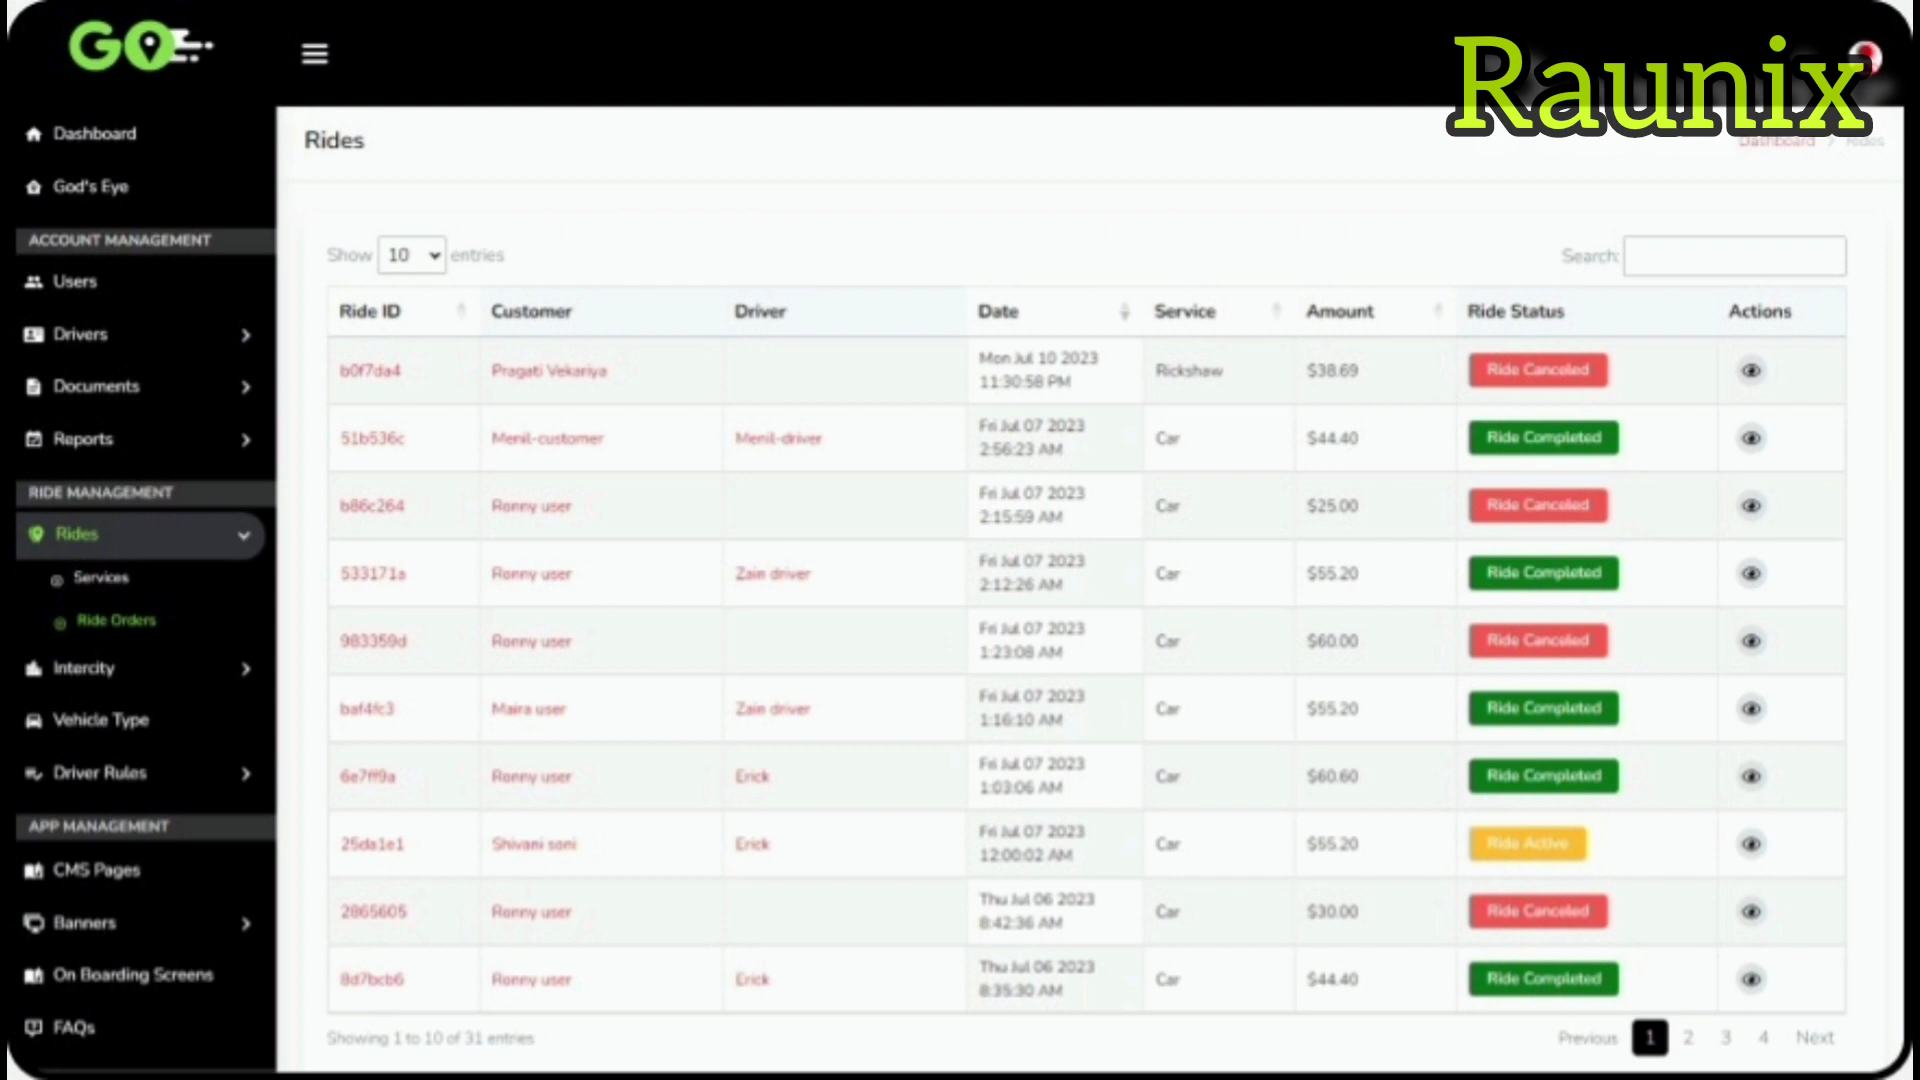 GO
Raunix
Dashboard
God's Eye
ACCOUNT MANAGEMENT
Users
Drivers
Documents
Reports
RIDE MANAGEMENT
Rides
Services
Ride Orders
Intercity
Vehicle Type
Driver Rules
APP MANAGEMENT
CMS Pages
Banners
On Boarding Screens
FAQs
Rides
Dashboard > Rides
Show 10 entries
Search:
Ride ID Customer Driver Date Service Amount Ride Status Actions
b0f7da4 Pragati Vekariya Mon Jul 10 2023 11:30:58 PM Rickshaw $38.69 Ride Canceled
51b536c Menil-customer Menil-driver Fri Jul 07 2023 2:56:23 AM Car $44.40 Ride Completed
b86c264 Ronny user Fri Jul 07 2023 2:15:59 AM Car $25.00 Ride Canceled
533171a Ronny user Zain driver Fri Jul 07 2023 2:12:26 AM Car $55.20 Ride Completed
983359d Ronny user Fri Jul 07 2023 1:23:08 AM Car $60.00 Ride Canceled
baf4fc3 Maira user Zain driver Fri Jul 07 2023 1:16:10 AM Car $55.20 Ride Completed
6e7ff9a Ronny user Erick Fri Jul 07 2023 1:03:06 AM Car $60.60 Ride Completed
25da1e1 Shivani soni Erick Fri Jul 07 2023 12:00:02 AM Car $55.20 Ride Active
2865605 Ronny user Thu Jul 06 2023 8:42:36 AM Car $30.00 Ride Canceled
8d7bcb6 Ronny user Erick Thu Jul 06 2023 8:35:30 AM Car $44.40 Ride Completed
Showing 1 to 10 of 31 entries
Previous 1 2 3 4 Next